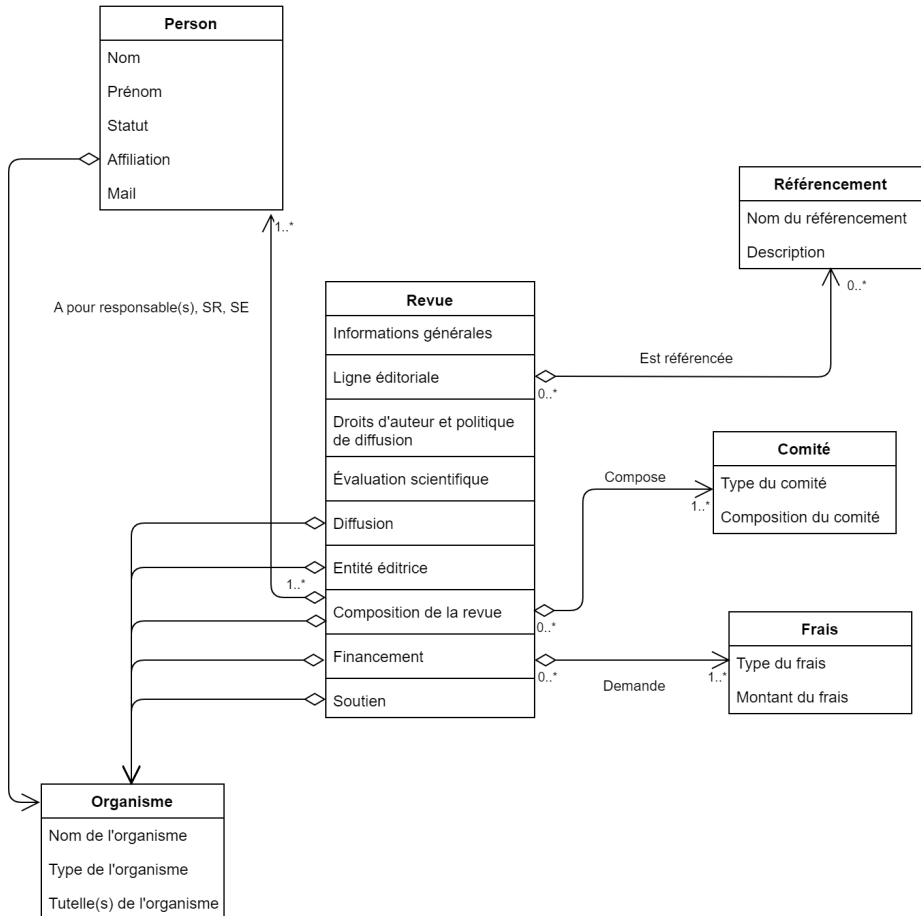 Person
Nom
Prénom
Statut
Affiliation
Mail
1..*
A pour responsable(s), SR, SE
Référencement
Nom du référencement
Description
0..*
Est référencée
0..*
Revue
Informations générales
Ligne éditoriale
Droits d'auteur et politique
de diffusion
Évaluation scientifique
Diffusion
Entité éditrice
1..*
Composition de la revue
Financement
Soutien
Comité
Type du comité
Composition du comité
Compose
1..*
0..*
Frais
Type du frais
Montant du frais
0..*
Demande
1..*
Organisme
Nom de l'organisme
Type de l'organisme
Tutelle(s) de l'organisme